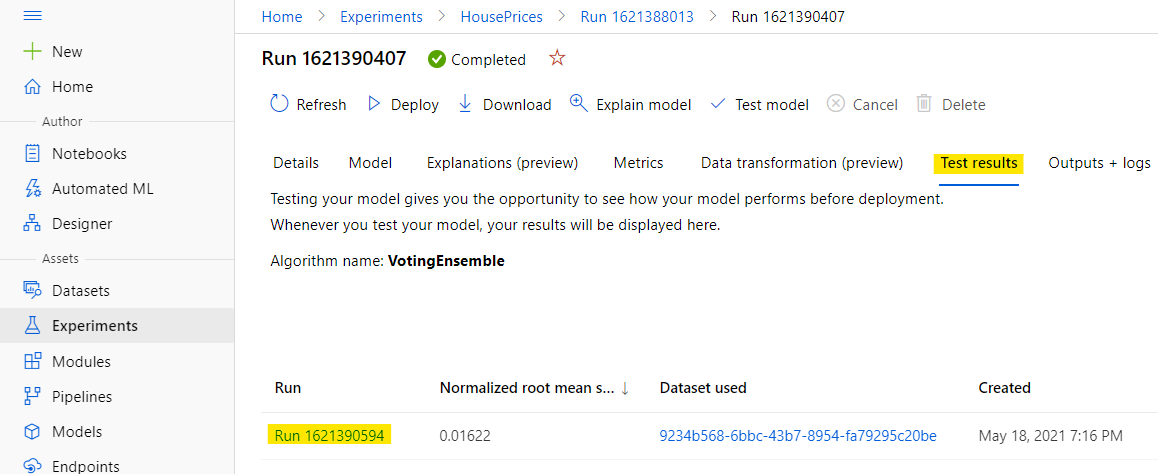 Home > Experiments > HousePrices > Run 1621388013 > Run 1621390407
Run 1621390407 Completed
New
Home
Refresh Deploy Download Explain model Test model Cancel Delete
Author
Notebooks
Automated ML
Designer
Details Model Explanations (preview) Metrics Data transformation (preview) Test results Outputs + logs
Testing your model gives you the opportunity to see how your model performs before deployment.
Whenever you test your model, your results will be displayed here.
Algorithm name: VotingEnsemble
Assets
Datasets
Experiments
Modules
Pipelines
Models
Endpoints
Run Normalized root mean s... ↓ Dataset used Created
Run 1621390594 0.01622 9234b568-6bbc-43b7-8954-fa79295c20be May 18, 2021 7:16 PM